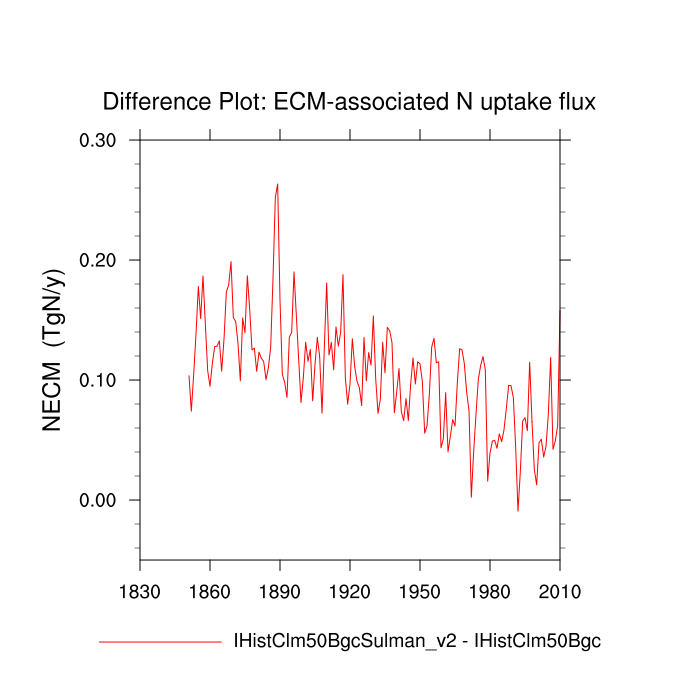 Difference Plot: ECM-associated N uptake flux
0.30
0.20
0.10
0.00
NECM (TgN/y)
1830 1860 1890 1920 1950 1980 2010
IHistClm50BgcSulman_v2 - IHistClm50Bgc